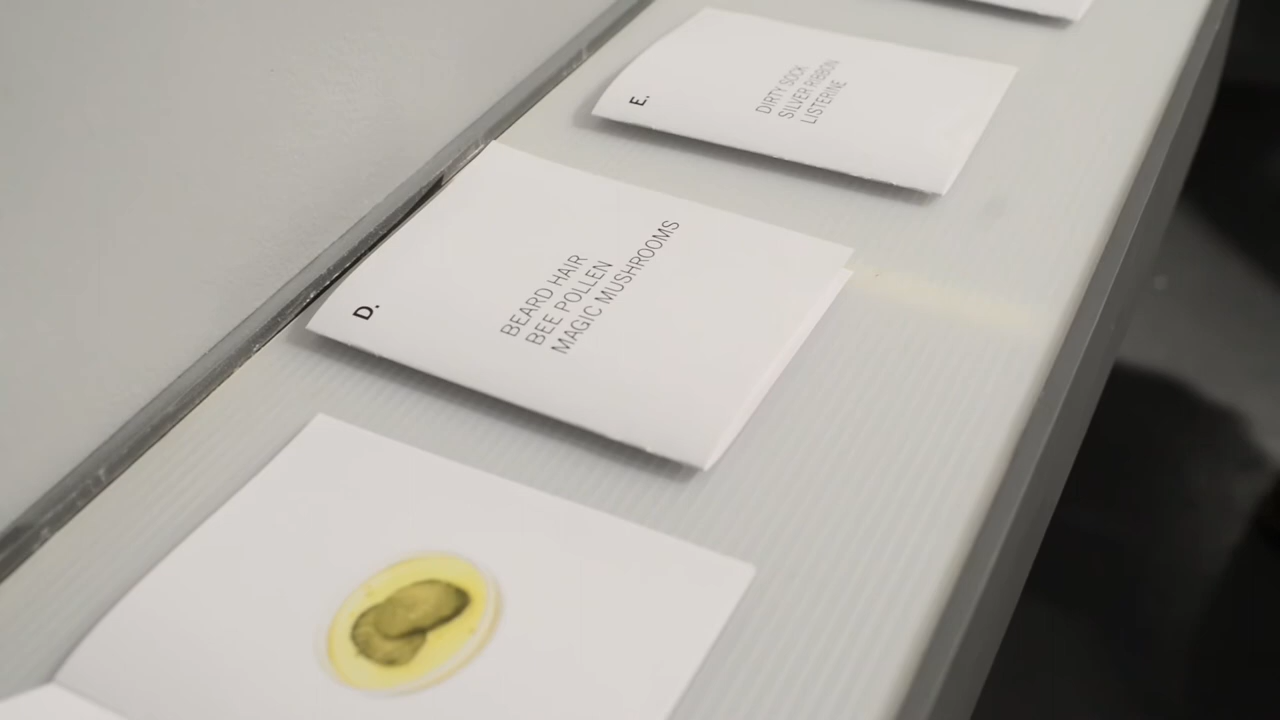 E.
DIRTY SOCK
SILVER RIBBON
LISTERINE
D.
BEARD HAIR
BEE POLLEN
MAGIC MUSHROOMS